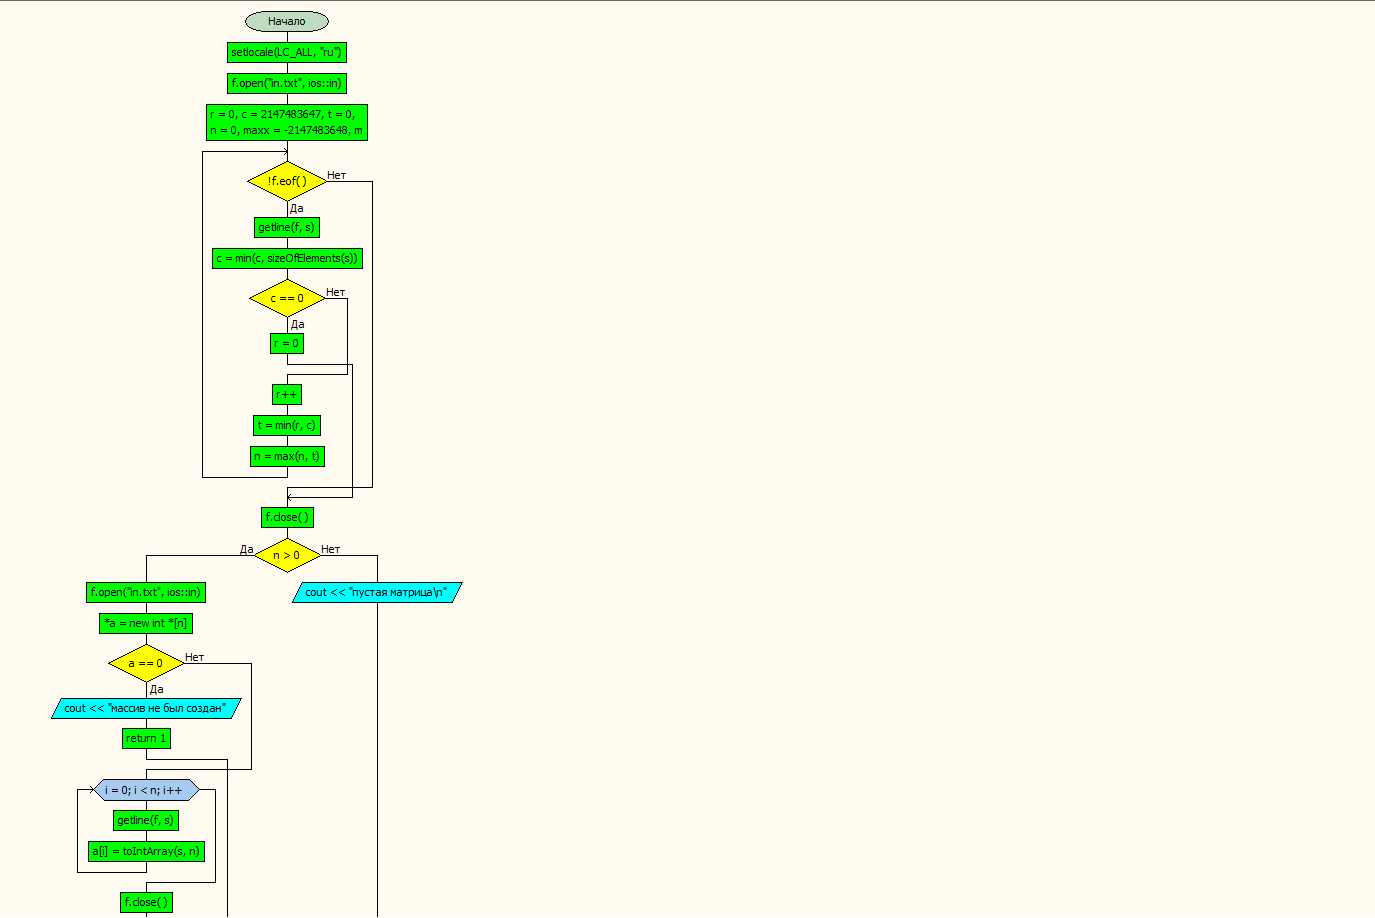 Начало
setlocale(LC_ALL, "ru")
f.open("in.txt", ios::in)
r = 0, c = 2147483647, t = 0,
n = 0, maxx = -2147483648, m
!f.eof()
Нет
Да
getline(f, s)
c = min(c, sizeOfElements(s))
c == 0
Нет
Да
r = 0
r++
t = min(r, c)
n = max(n, t)
f.close()
Да
n > 0
Нет
f.open("in.txt", ios::in)
cout << "пустая матрица\n"
*a = new int *[n]
a == 0
Нет
Да
cout << "массив не был создан"
return 1
i = 0; i < n; i++
getline(f, s)
a[i] = toIntArray(s, n)
f.close()